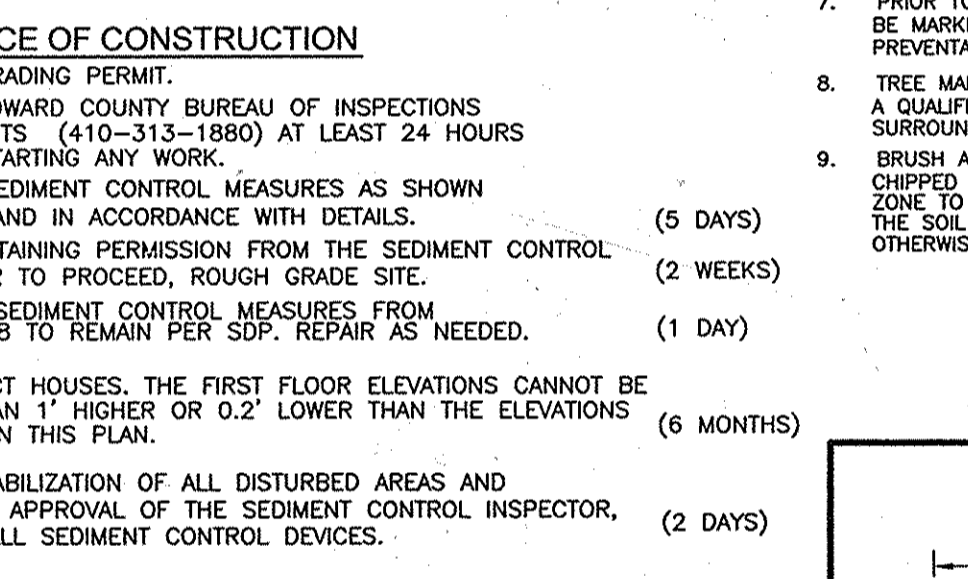 CE OF CONSTRUCTION
RADING PERMIT.
OWARD COUNTY BUREAU OF INSPECTIONS
TS (410-313-1880) AT LEAST 24 HOURS
TARTING ANY WORK.
EDIMENT CONTROL MEASURES AS SHOWN
AND IN ACCORDANCE WITH DETAILS. (5 DAYS)
TAINING PERMISSION FROM THE SEDIMENT CONTROL
R TO PROCEED, ROUGH GRADE SITE. (2 WEEKS)
SEDIMENT CONTROL MEASURES FROM
B TO REMAIN PER SDP. REPAIR AS NEEDED. (1 DAY)
CT HOUSES. THE FIRST FLOOR ELEVATIONS CANNOT BE
AN 1' HIGHER OR 0.2' LOWER THAN THE ELEVATIONS
N THIS PLAN. (6 MONTHS)
ABILIZATION OF ALL DISTURBED AREAS AND
APPROVAL OF THE SEDIMENT CONTROL INSPECTOR,
LL SEDIMENT CONTROL DEVICES. (2 DAYS)
7. PRIOR TO
BE MARK
PREVENTA
8. TREE MA
A QUALIF
SURROUN
9. BRUSH A
CHIPPED
ZONE TO
THE SOIL
OTHERWIS